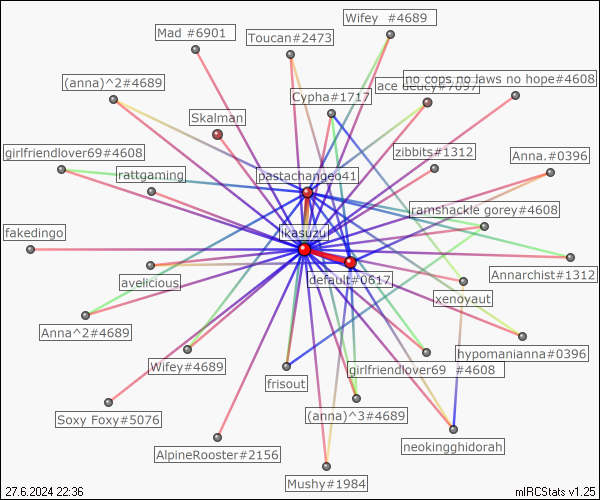 Wifey #4689
Mad #6901
Toucan#2473
no cops no laws no hope#4608
(anna)^2#4689
ace deucy#7097
Cypha#1717
Skalman
girlfriendlover69#4608
zibbits#1312
Anna.#0396
rattgaming
pastachangeo41
ramshackle gorey#4608
fakedingo
likasuzu
avelicious
default#0617
Annarchist#1312
xenoyaut
Anna^2#4689
hypomanianna#0396
Wifey#4689
girlfriendlover69 #4608
frisout
Soxy Foxy#5076
(anna)^3#4689
neokingghidorah
AlpineRooster#2156
Mushy#1984
27.6.2024 22:36
mIRCStats v1.25